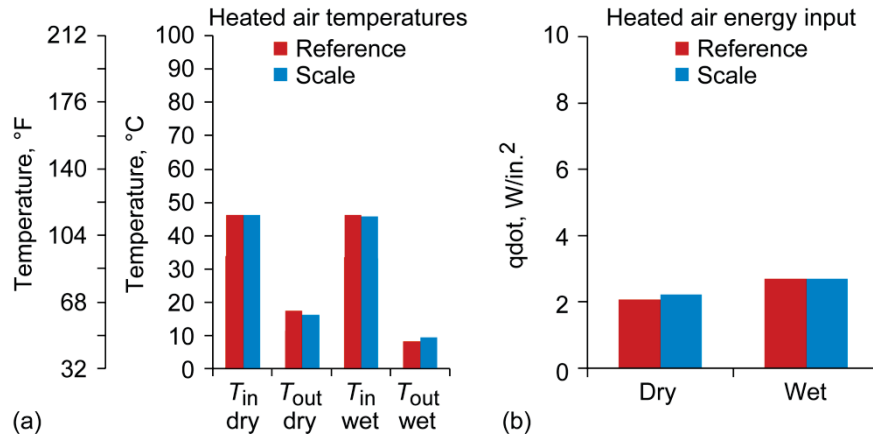 Heated air temperatures
Reference
Scale
Temperature, °F
212
176
140
104
68
32
Temperature, °C
100
90
80
70
60
50
40
30
20
10
0
Tin dry
Tout dry
Tin wet
Tout wet
(a)
Heated air energy input
Reference
Scale
qdot, W/in.²
10
8
6
4
2
0
Dry
Wet
(b)